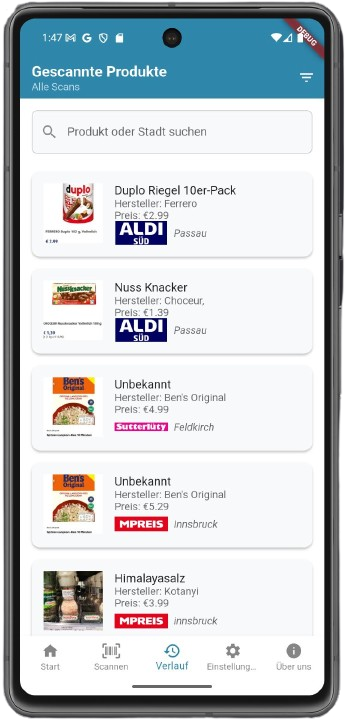 1:47
DEBUG
Gescannte Produkte
Alle Scans
Produkt oder Stadt suchen
duplo
€ 2,99
Duplo Riegel 10er-Pack
Hersteller: Ferrero
Preis: €2.99
ALDI
SÜD
Passau
Nussknacker
Nuss Knacker
Hersteller: Choceur,
Preis: €1.39
ALDI
SÜD
Passau
BEN'S
Original
Unbekannt
Hersteller: Ben's Original
Preis: €4.99
Sutterlüty
Feldkirch
BEN'S
Original
Unbekannt
Hersteller: Ben's Original
Preis: €5.29
MPREIS
innsbruck
Himalayasalz
Hersteller: Kotanyi
Preis: €3.99
MPREIS
innsbruck
Start
Scannen
Verlauf
Einstellung...
Über uns